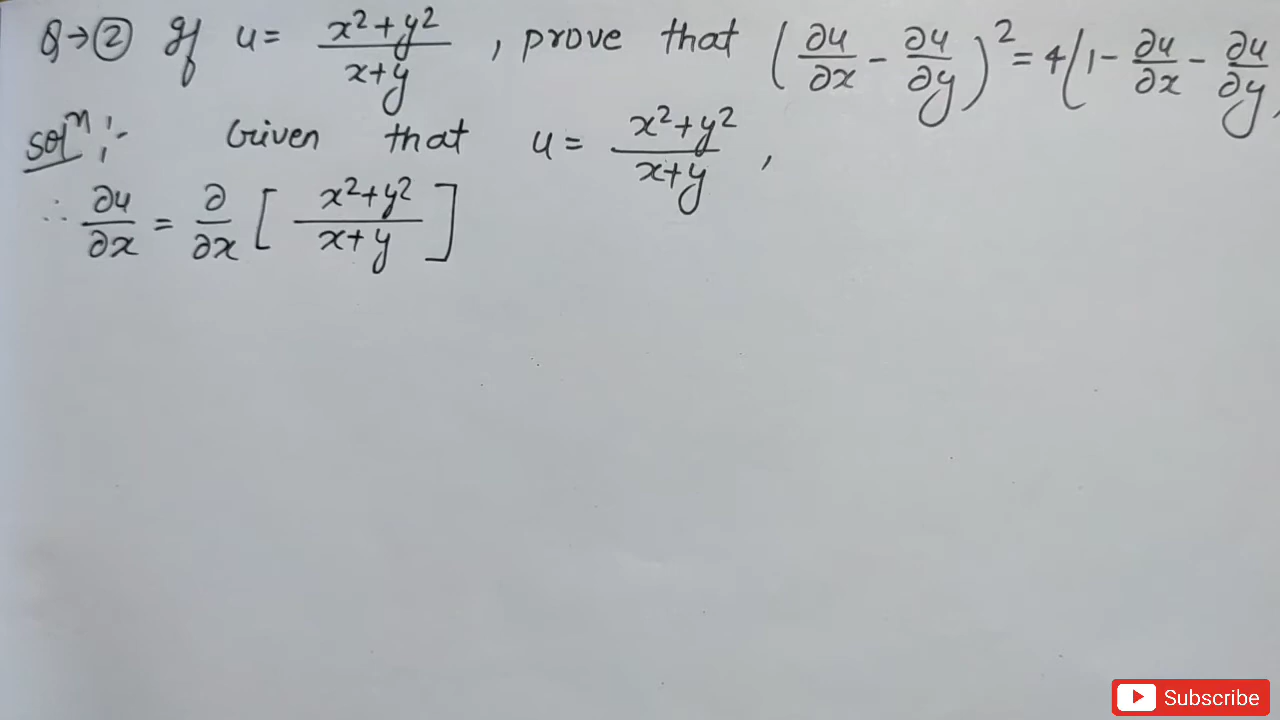 Q→② If u = x²+y² / x+y , prove that (∂u/∂x - ∂u/∂y)² = 4(1 - ∂u/∂x - ∂u/∂y
Solⁿ:- Given that u = x²+y² / x+y ,
∴ ∂u/∂x = ∂/∂x [ x²+y² / x+y ]
Subscribe